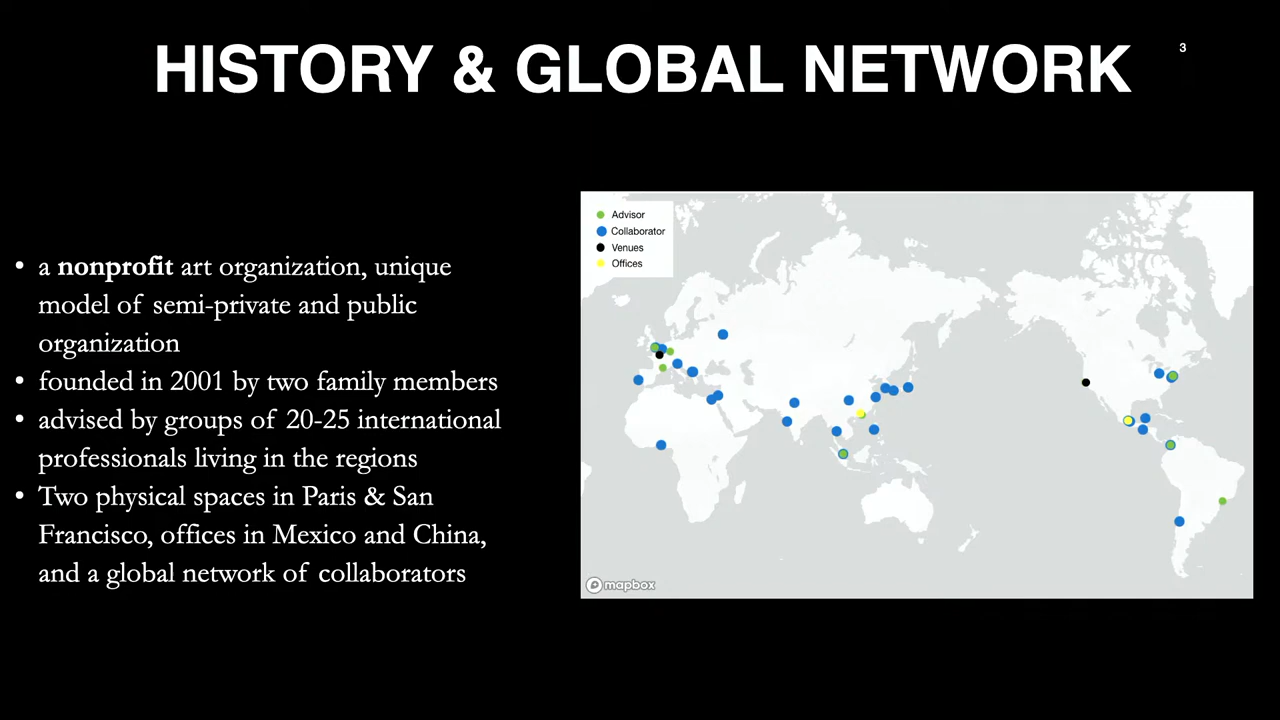 HISTORY & GLOBAL NETWORK
3
• a nonprofit art organization, unique
model of semi-private and public
organization
• founded in 2001 by two family members
• advised by groups of 20-25 international
professionals living in the regions
• Two physical spaces in Paris & San
Francisco, offices in Mexico and China,
and a global network of collaborators
Advisor
Collaborator
Venues
Offices
mapbox